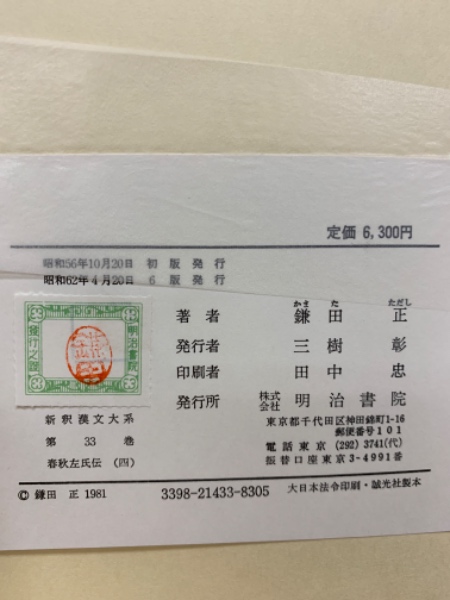 定価 6,300円
昭和56年10月20日 初版発行
昭和62年4月20日 6版発行
著者 鎌田正
かま た ただし
発行者 三樹彰
印刷者 田中忠
発行所 株式会社 明治書院
東京都千代田区神田錦町1-16
郵便番号101
電話東京 (292) 3741(代)
振替口座東京3-4991番
明治書院
発行之証
新釈漢文大系
第33巻
春秋左氏伝 (四)
© 鎌田 正 1981
3398-21433-8305
大日本法令印刷・誠光社製本